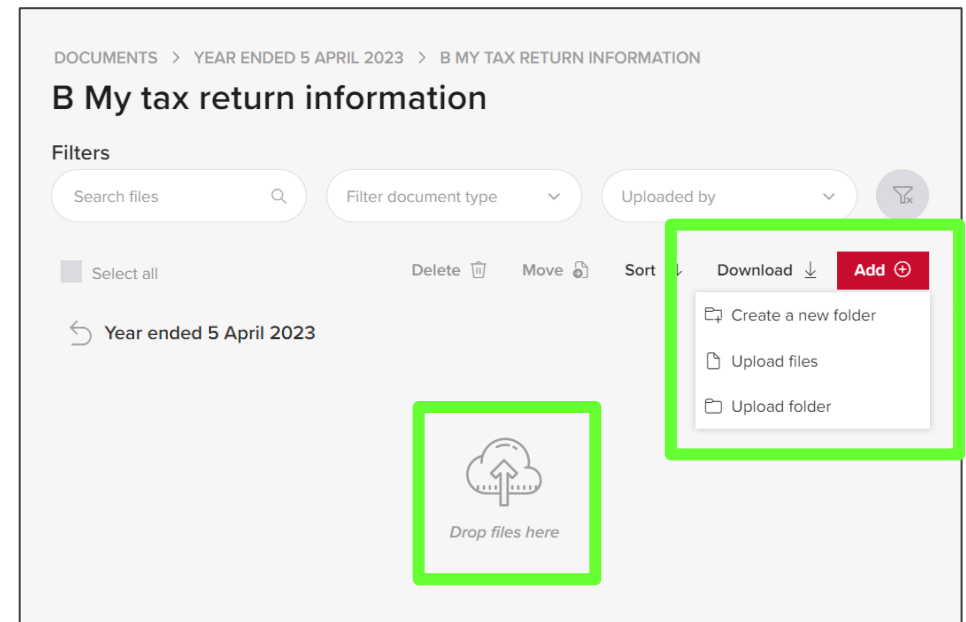 DOCUMENTS > YEAR ENDED 5 APRIL 2023 > B MY TAX RETURN INFORMATION
B My tax return information
Filters
Search files Filter document type Uploaded by
Select all Delete Move Sort Download Add
Create a new folder
Year ended 5 April 2023
Upload files
Upload folder
Drop files here